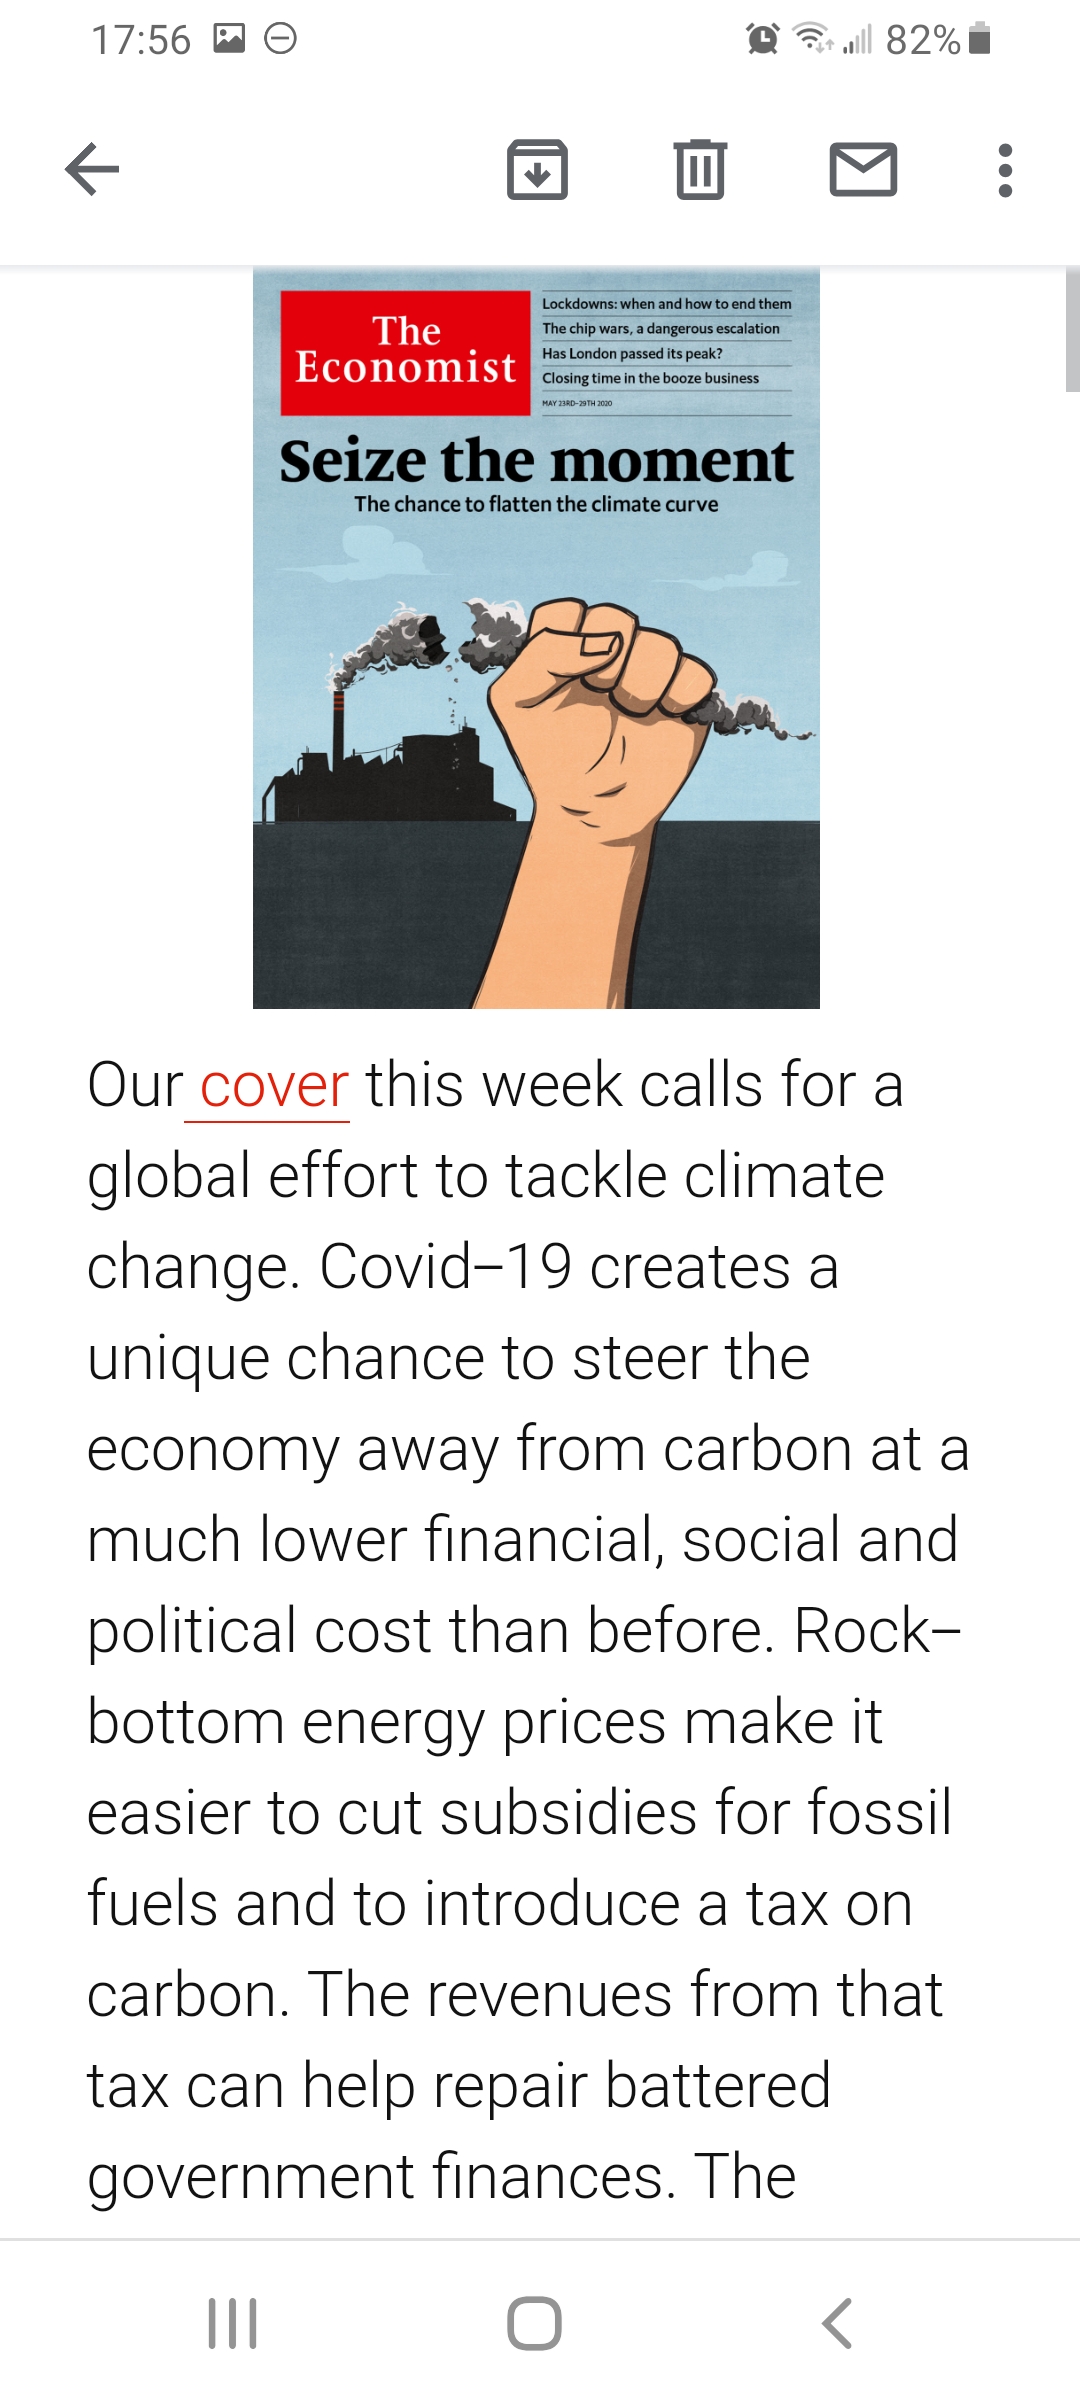 17:56
82%
The
Economist
Lockdowns: when and how to end them
The chip wars, a dangerous escalation
Has London passed its peak?
Closing time in the booze business
MAY 23RD–29TH 2020
Seize the moment
The chance to flatten the climate curve
Our cover this week calls for a
global effort to tackle climate
change. Covid–19 creates a
unique chance to steer the
economy away from carbon at a
much lower financial, social and
political cost than before. Rock–
bottom energy prices make it
easier to cut subsidies for fossil
fuels and to introduce a tax on
carbon. The revenues from that
tax can help repair battered
government finances. The